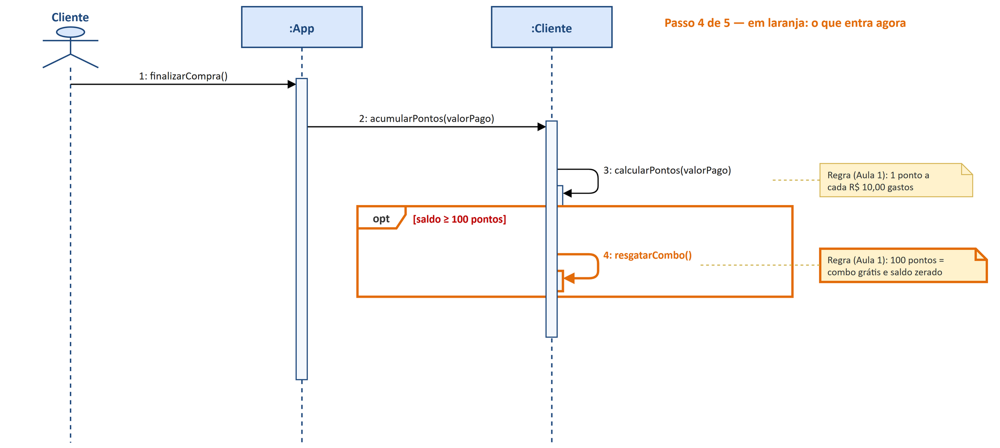 Cliente
:App
:Cliente
Passo 4 de 5 — em laranja: o que entra agora
1: finalizarCompra()
2: acumularPontos(valorPago)
3: calcularPontos(valorPago)
Regra (Aula 1): 1 ponto a
cada R$ 10,00 gastos
opt
[saldo ≥ 100 pontos]
4: resgatarCombo()
Regra (Aula 1): 100 pontos =
combo grátis e saldo zerado